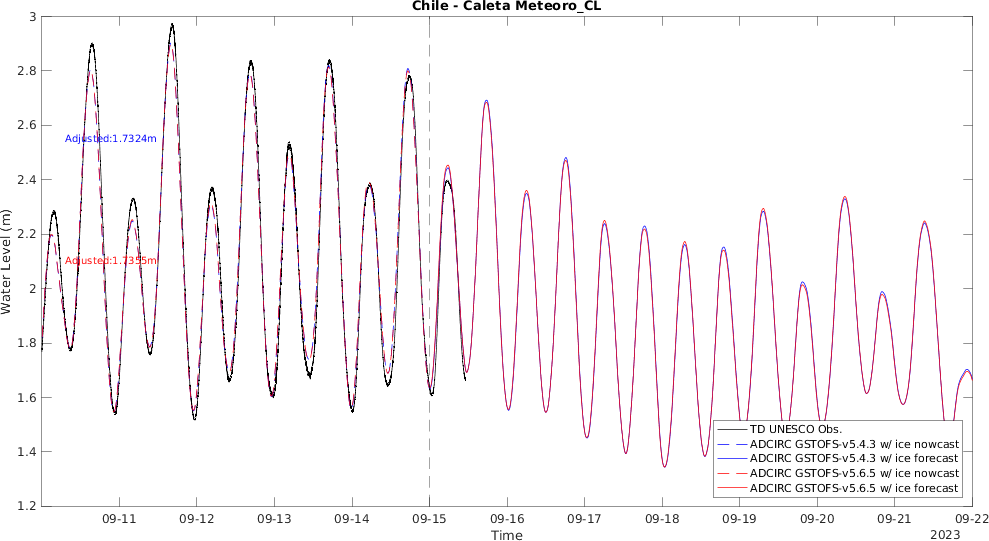 Chile - Caleta Meteoro_CL
3
2.8
2.6
2.4
2.2
2
1.8
1.6
1.4
1.2
Water Level (m)
Adjusted:1.7324m
Adjusted:1.7355m
TD UNESCO Obs.
ADCIRC GSTOFS-v5.4.3 w/ ice nowcast
ADCIRC GSTOFS-v5.4.3 w/ ice forecast
ADCIRC GSTOFS-v5.6.5 w/ ice nowcast
ADCIRC GSTOFS-v5.6.5 w/ ice forecast
09-11 09-12 09-13 09-14 09-15 09-16 09-17 09-18 09-19 09-20 09-21 09-22
Time
2023